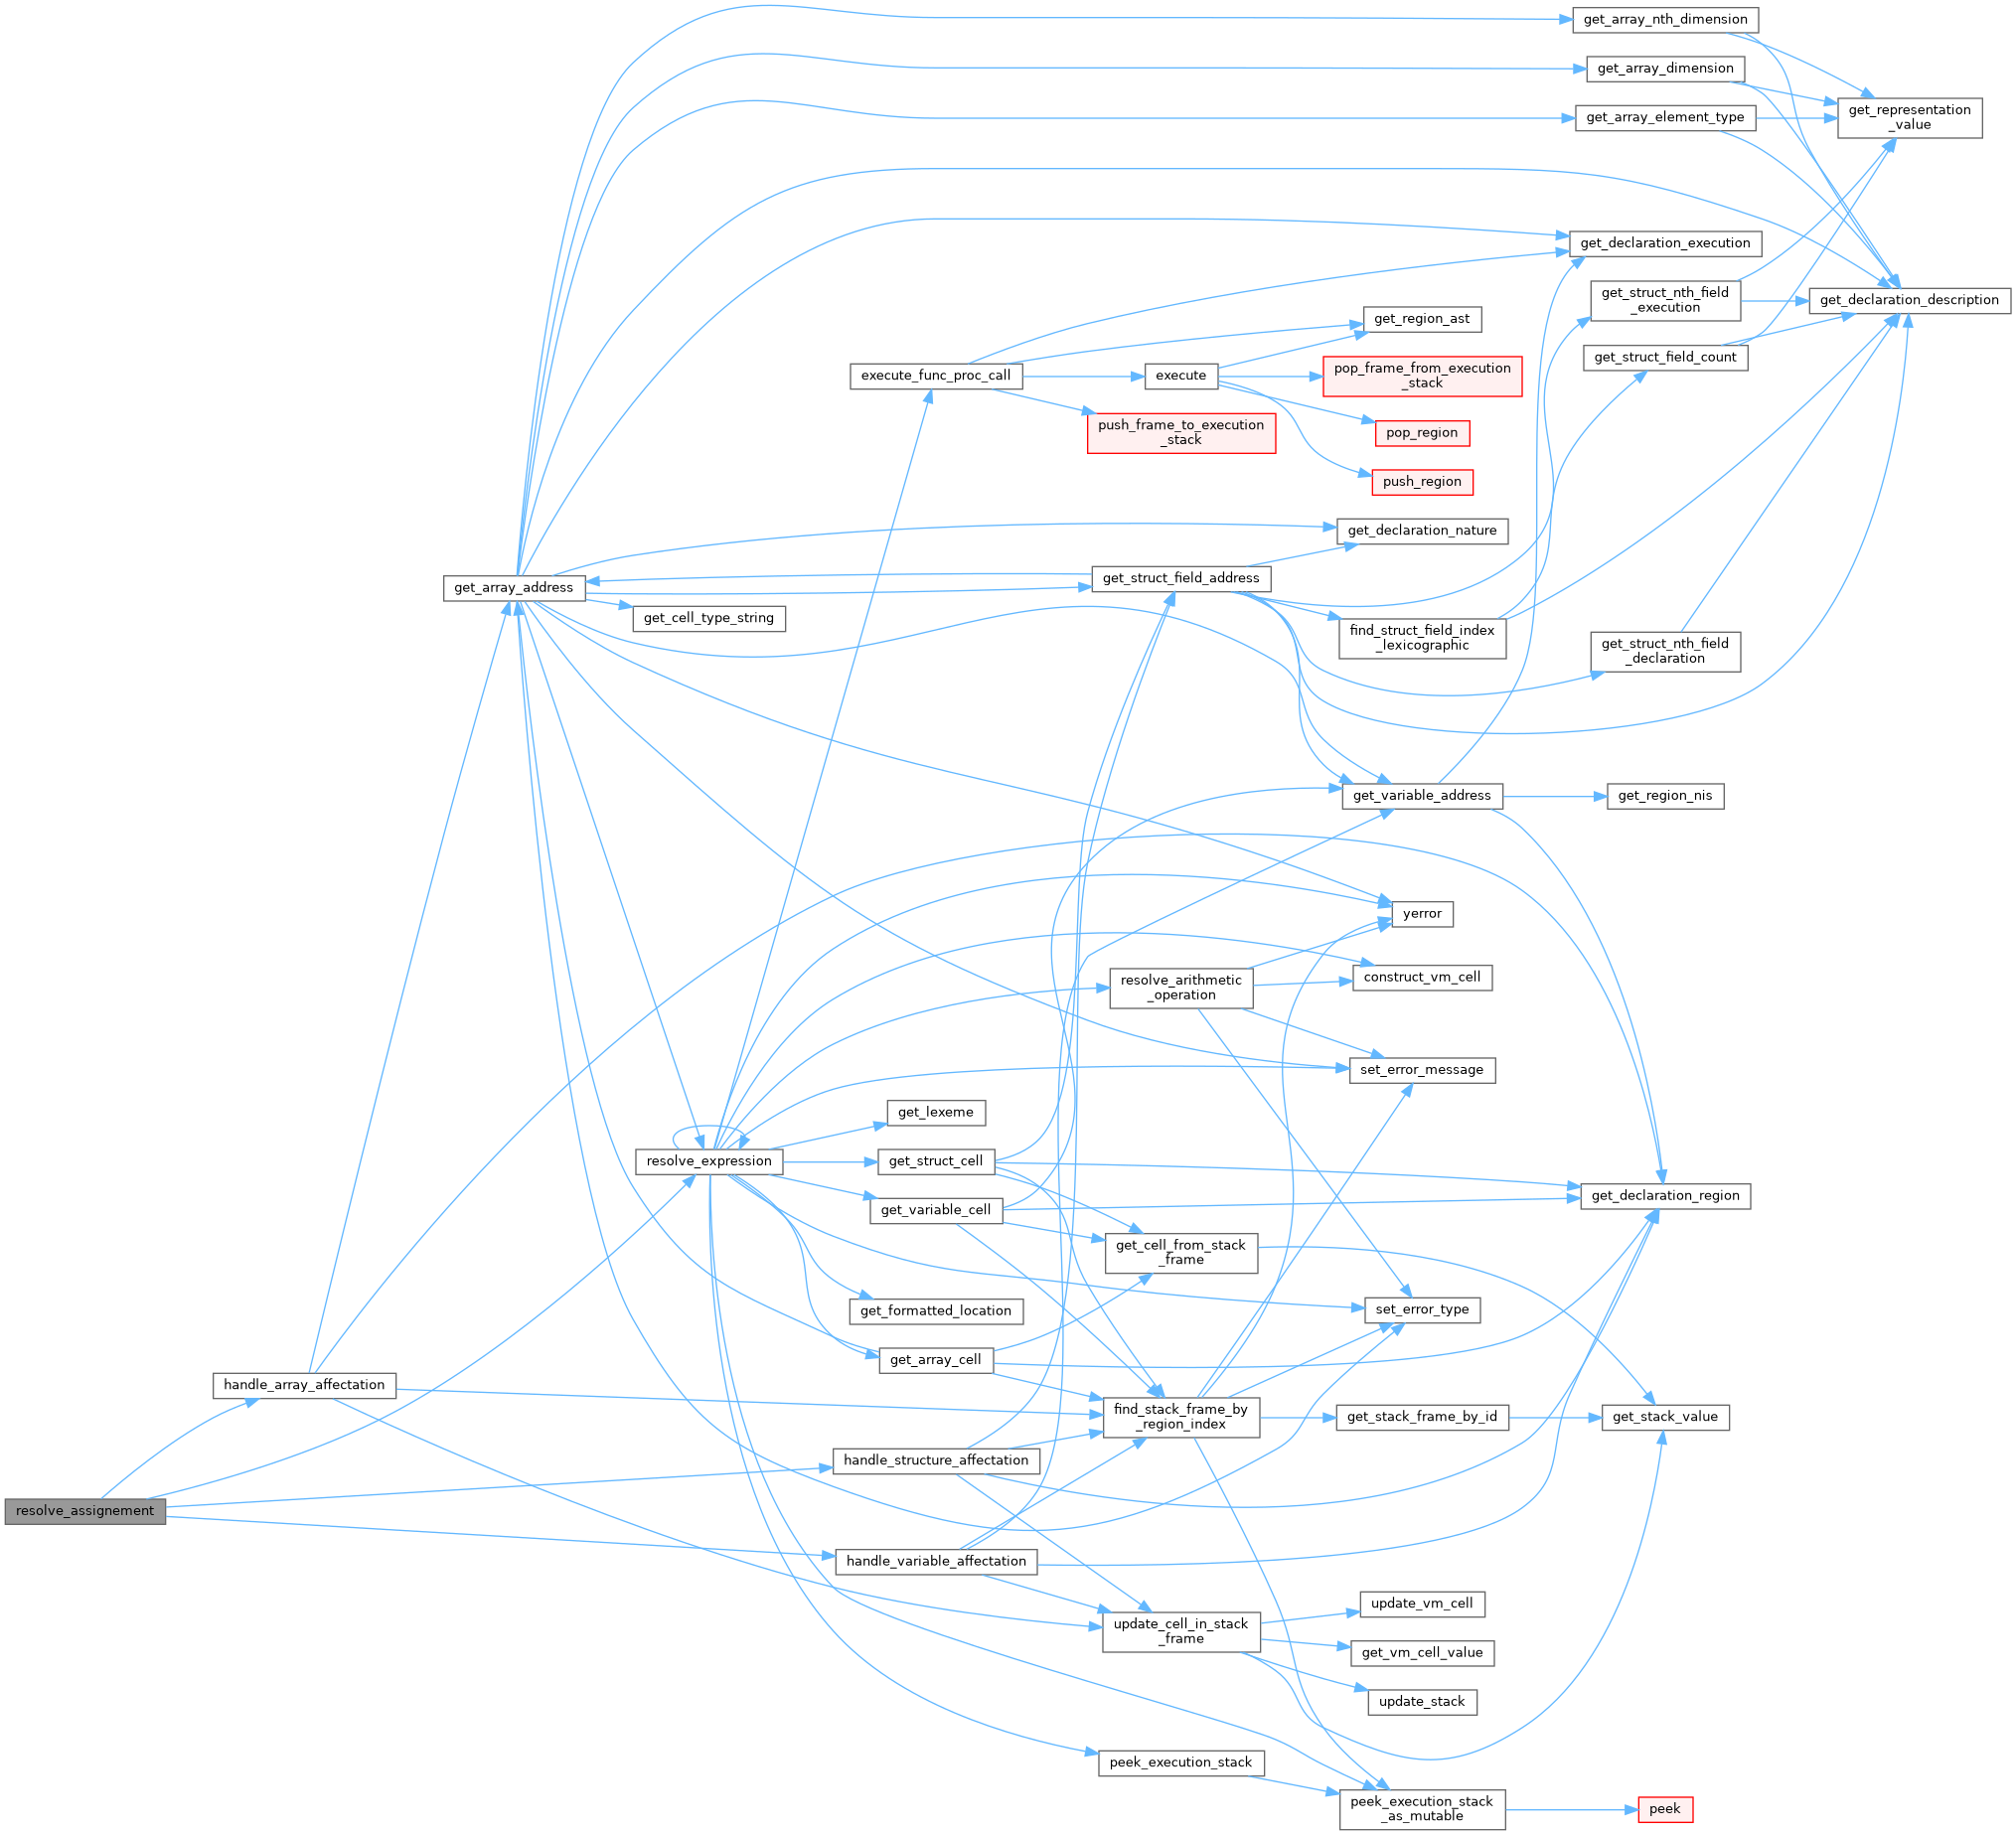 get_array_nth_dimension
get_array_dimension
get_representation
_value
get_array_element_type
get_declaration_execution
get_struct_nth_field
_execution
get_declaration_description
get_region_ast
get_struct_field_count
execute_func_proc_call
execute
pop_frame_from_execution
_stack
push_frame_to_execution
_stack
pop_region
push_region
get_declaration_nature
get_array_address
get_struct_field_address
get_cell_type_string
find_struct_field_index
_lexicographic
get_struct_nth_field
_declaration
get_variable_address
get_region_nis
yerror
resolve_arithmetic
_operation
construct_vm_cell
set_error_message
get_lexeme
resolve_expression
get_struct_cell
get_declaration_region
get_variable_cell
get_cell_from_stack
_frame
get_formatted_location
set_error_type
get_array_cell
handle_array_affectation
find_stack_frame_by
_region_index
get_stack_frame_by_id
get_stack_value
handle_structure_affectation
resolve_assignement
handle_variable_affectation
update_cell_in_stack
_frame
update_vm_cell
get_vm_cell_value
update_stack
peek_execution_stack
peek_execution_stack
_as_mutable
peek